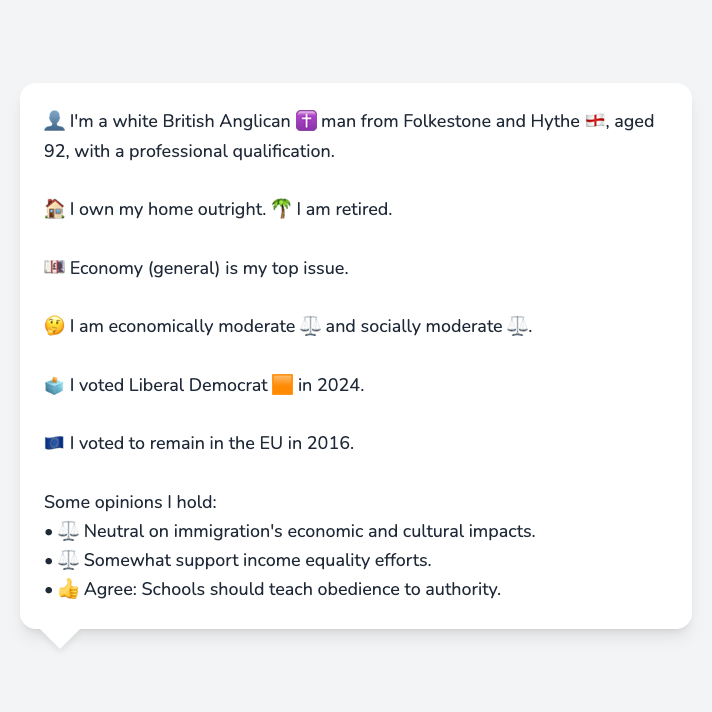 👤 I'm a white British Anglican ✝️ man from Folkestone and Hythe 🏴󠁧󠁢󠁥󠁮󠁧󠁿, aged
92, with a professional qualification.
🏠 I own my home outright. 🌴 I am retired.
💷 Economy (general) is my top issue.
🤔 I am economically moderate ⚖️ and socially moderate ⚖️.
🗳️ I voted Liberal Democrat 🟧 in 2024.
🇪🇺 I voted to remain in the EU in 2016.
Some opinions I hold:
• ⚖️ Neutral on immigration's economic and cultural impacts.
• ⚖️ Somewhat support income equality efforts.
• 👍 Agree: Schools should teach obedience to authority.